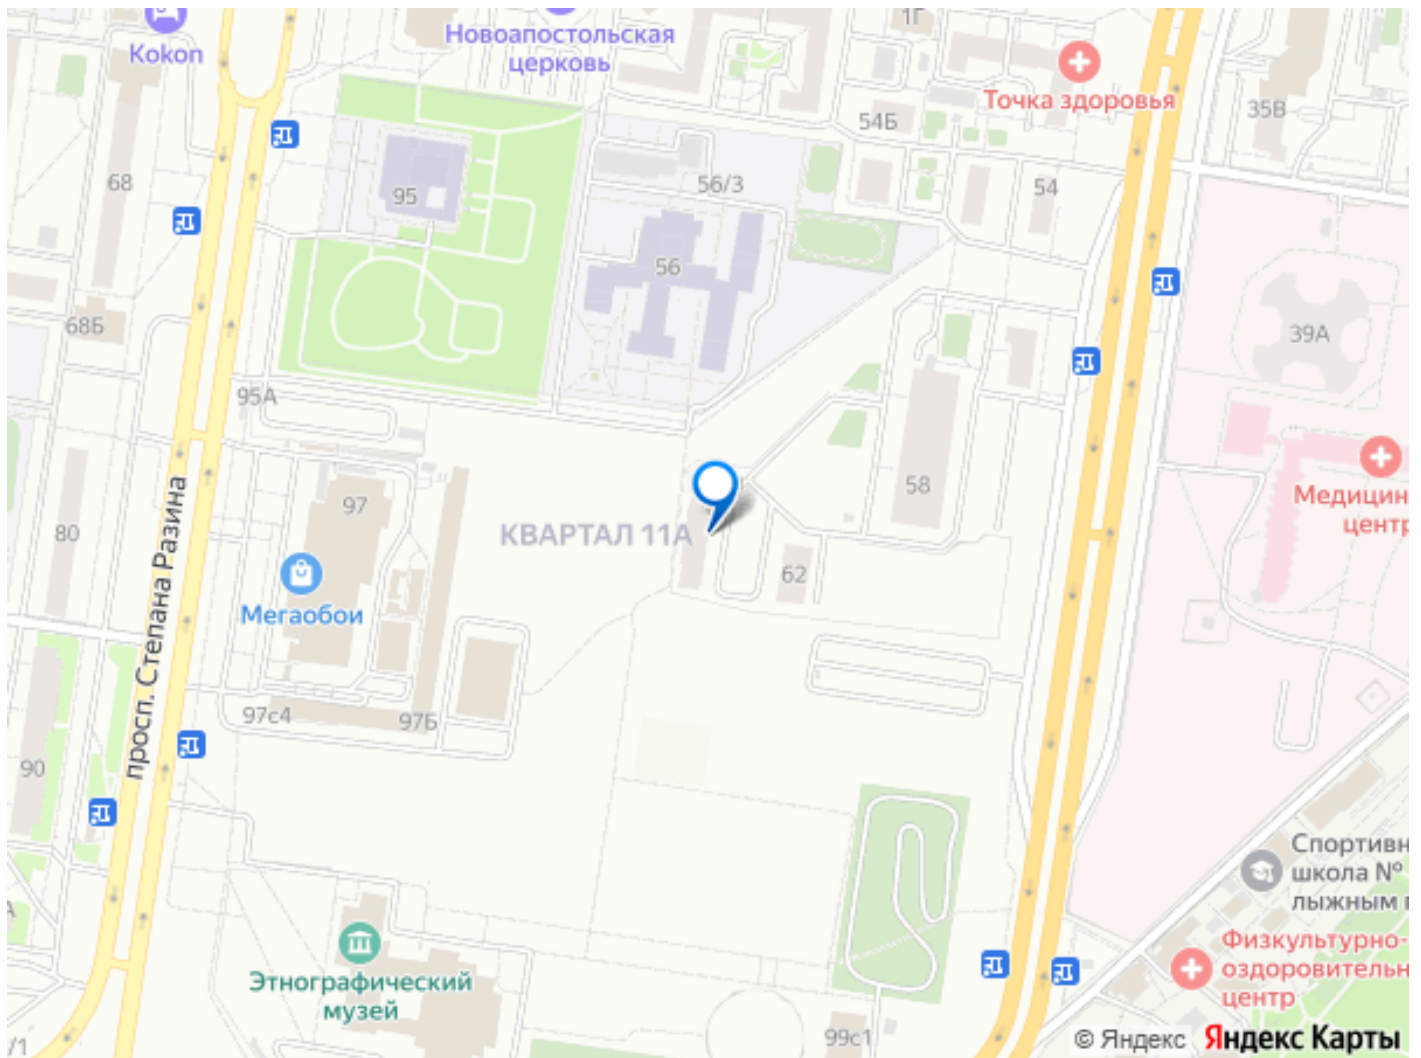 Kokon
Новоапостольская
церковь
1Г
Точка здоровья
35В
54Б
68
95
56/3
54
56
68Б
39А
95А
просп. Степана Разина
97
58
Медицин
центр
КВАРТАЛ 11А
80
62
Мегаобои
97с4
97Б
90
Спортивн
школа №
лыжным г
А
Физкультурно-
оздоровительн
центр
Этнографический
музей
99с1
/1
© Яндекс Яндекс Карты